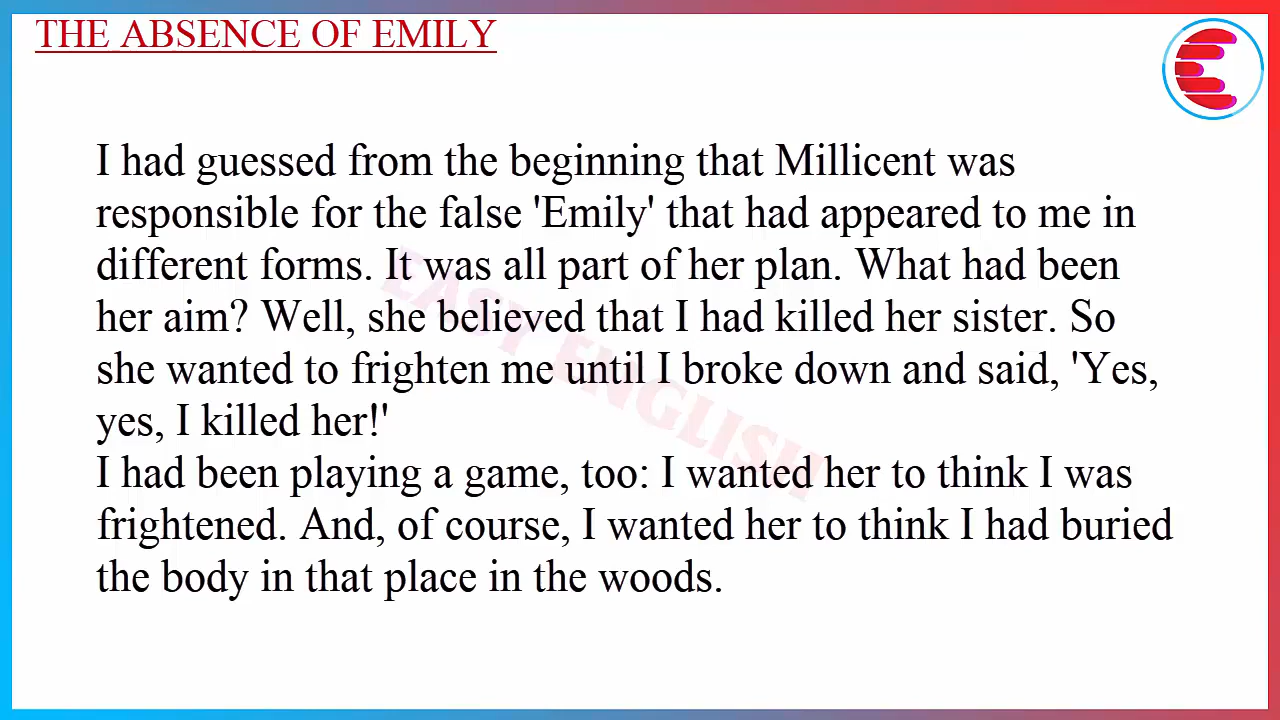 THE ABSENCE OF EMILY
I had guessed from the beginning that Millicent was
responsible for the false 'Emily' that had appeared to me in
different forms. It was all part of her plan. What had been
her aim? Well, she believed that I had killed her sister. So
she wanted to frighten me until I broke down and said, 'Yes,
yes, I killed her!'
I had been playing a game, too: I wanted her to think I was
frightened. And, of course, I wanted her to think I had buried
the body in that place in the woods.
EASY ENGLISH